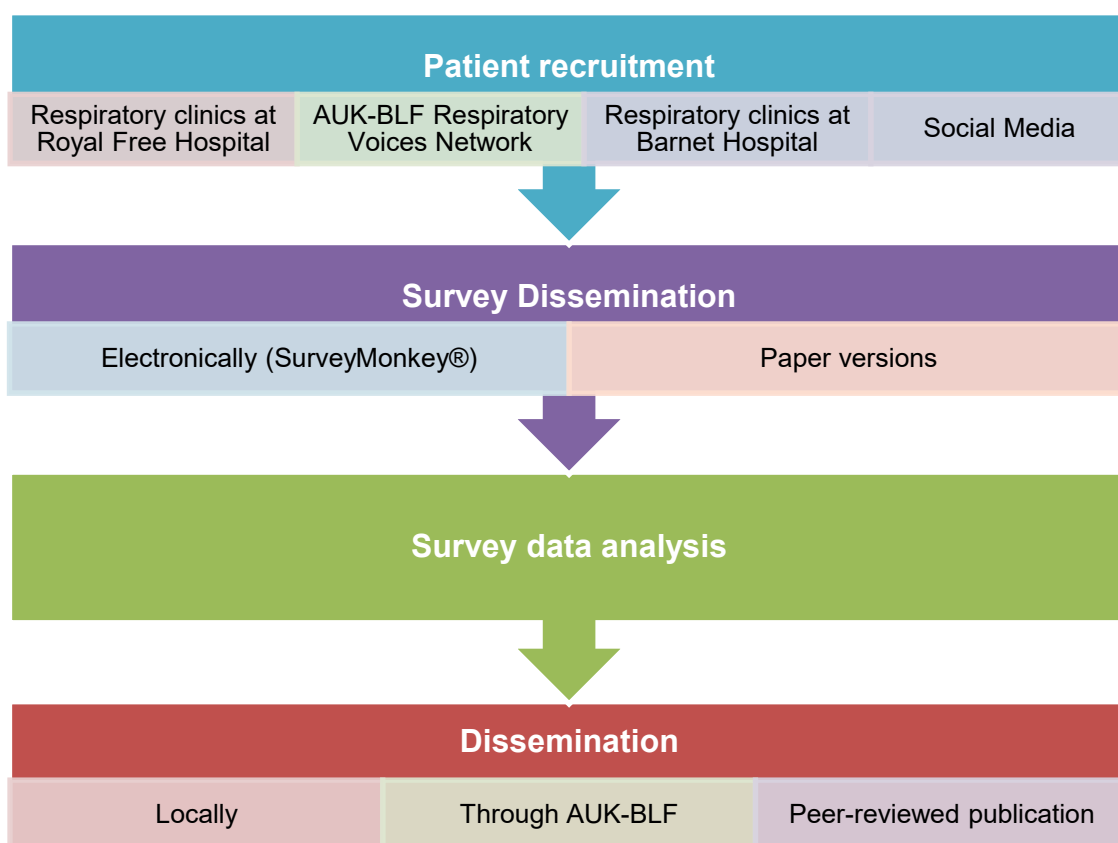 Patient recruitment
Respiratory clinics at
Royal Free Hospital
AUK-BLF Respiratory
Voices Network
Respiratory clinics at
Barnet Hospital
Social Media
Survey Dissemination
Electronically (SurveyMonkey®)
Paper versions
Survey data analysis
Dissemination
Locally
Through AUK-BLF
Peer-reviewed publication